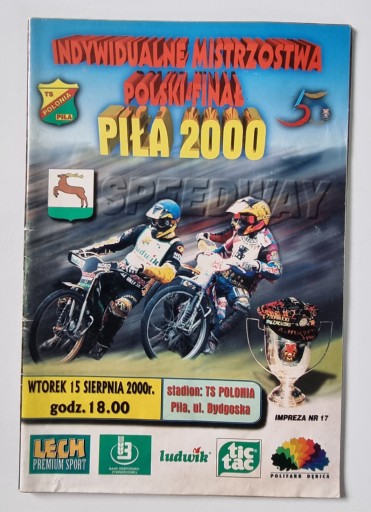 INDYWIDUALNE MISTRZOSTWA
POLSKI-FINAŁ
PIŁA 2000
TS
POLONIA
PIŁA
5
SPEEDWAY
WTOREK 15 SIERPNIA 2000r.
godz. 18.00
stadion: TS POLONIA
Piła, ul. Bydgoska
IMPREZA NR 17
LECH
PREMIUM SPORT
ludwik
tic
tac
POLIFARB DĘBICA